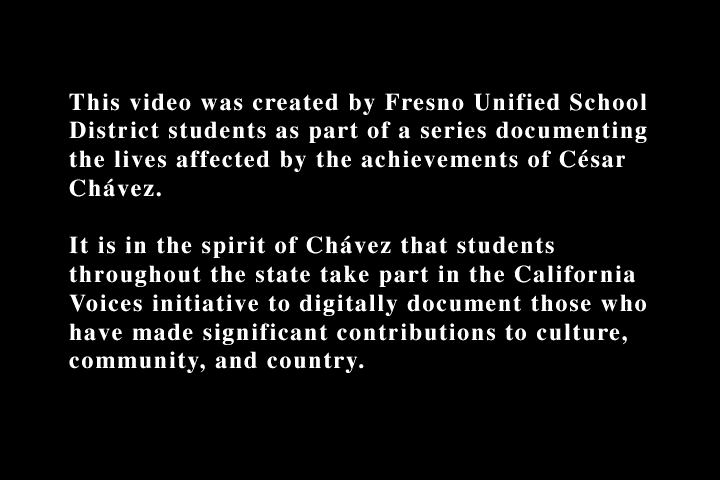 This video was created by Fresno Unified School
District students as part of a series documenting
the lives affected by the achievements of César
Chávez.
It is in the spirit of Chávez that students
throughout the state take part in the California
Voices initiative to digitally document those who
have made significant contributions to culture,
community, and country.